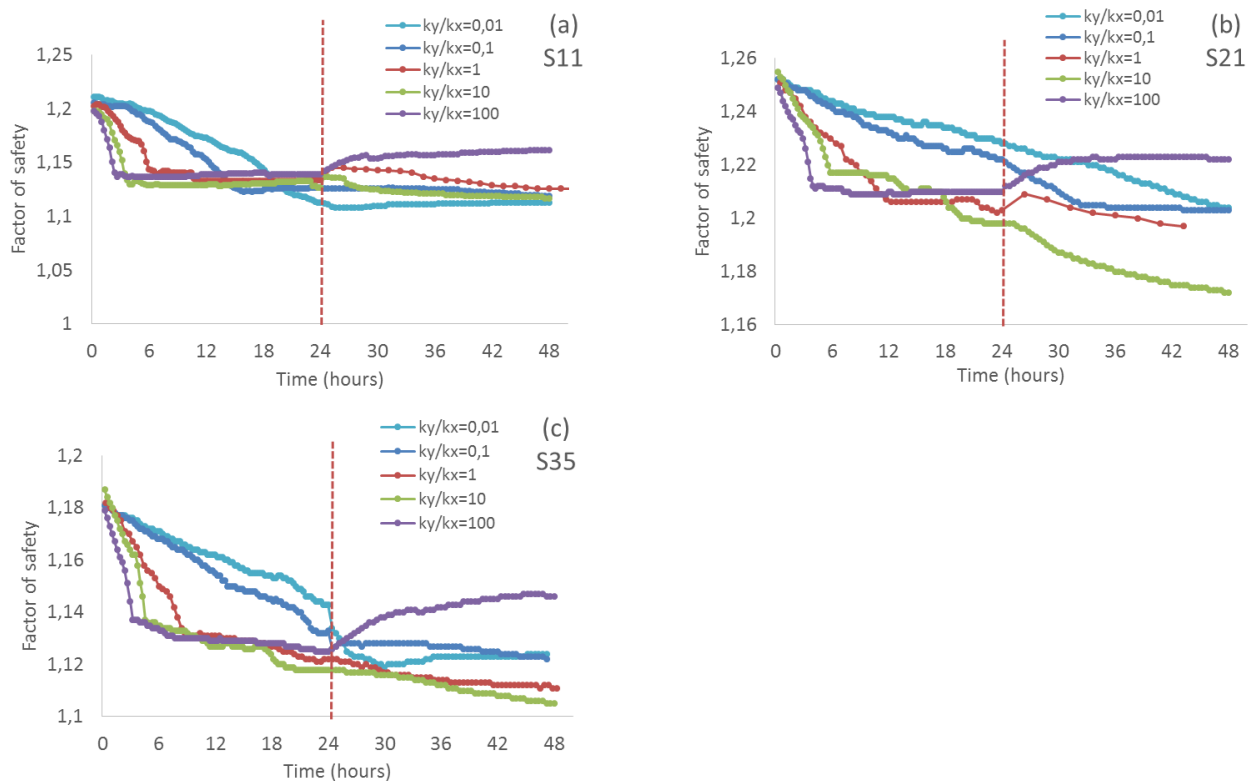 ky/kx=0,01
ky/kx=0,1
ky/kx=1
ky/kx=10
ky/kx=100
(a)
S11
1,25
1,2
1,15
1,1
1,05
1
Factor of safety
0 6 12 18 24 30 36 42 48
Time (hours)
ky/kx=0,01
ky/kx=0,1
ky/kx=1
ky/kx=10
ky/kx=100
(b)
S21
1,26
1,24
1,22
1,2
1,18
1,16
Factor of safety
0 6 12 18 24 30 36 42 48
Time (hours)
ky/kx=0,01
ky/kx=0,1
ky/kx=1
ky/kx=10
ky/kx=100
(c)
S35
1,2
1,18
1,16
1,14
1,12
1,1
Factor of safety
0 6 12 18 24 30 36 42 48
Time (hours)